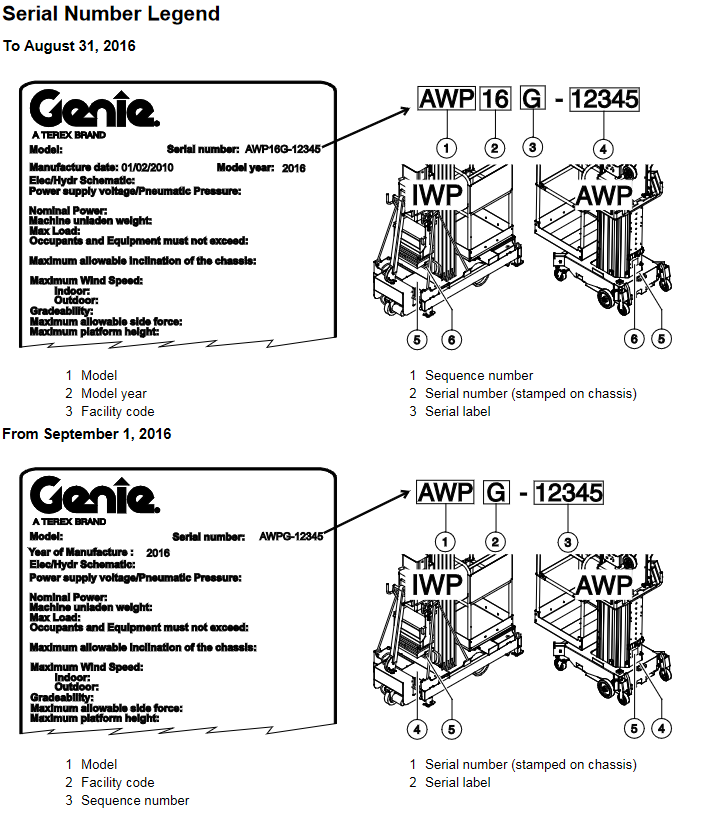 Serial Number Legend
To August 31, 2016
Genie.
A TEREX BRAND
Model: Serial number: AWP16G-12345
Manufacture date: 01/02/2010 Model year: 2016
Elec/Hydr Schematic:
Power supply voltage/Pneumatic Pressure:
Nominal Power:
Machine unladen weight:
Max Load:
Occupants and Equipment must not exceed:
Maximum allowable inclination of the chassis:
Maximum Wind Speed:
Indoor:
Outdoor:
Gradeability:
Maximum allowable side force:
Maximum platform height:
AWP 16 G - 12345
1 2 3 4
IWP AWP
5 6 6 5
1 Model
2 Model year
3 Facility code
1 Sequence number
2 Serial number (stamped on chassis)
3 Serial label
From September 1, 2016
Genie.
A TEREX BRAND
Model: Serial number: AWPG-12345
Year of Manufacture : 2016
Elec/Hydr Schematic:
Power supply voltage/Pneumatic Pressure:
Nominal Power:
Machine unladen weight:
Max Load:
Occupants and Equipment must not exceed:
Maximum allowable inclination of the chassis:
Maximum Wind Speed:
Indoor:
Outdoor:
Gradeability:
Maximum allowable side force:
Maximum platform height:
AWP G - 12345
1 2 3
IWP AWP
4 5 5 4
1 Model
2 Facility code
3 Sequence number
1 Serial number (stamped on chassis)
2 Serial label